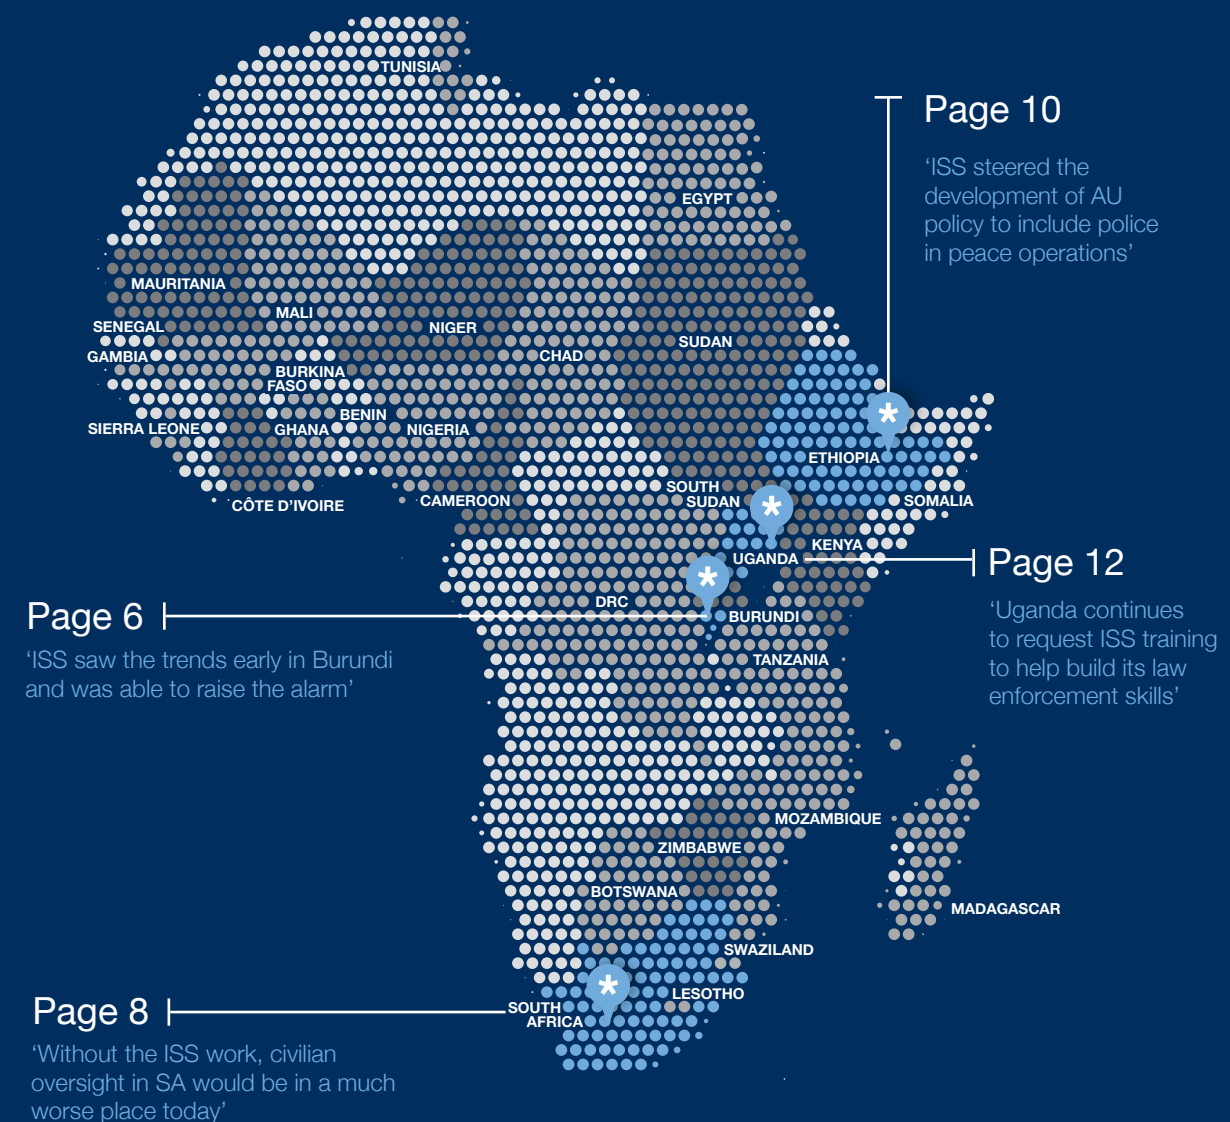 TUNISIA
Page 10
‘ISS steered the
development of AU
policy to include police
in peace operations’
EGYPT
MAURITANIA
MALI
SENEGAL
NIGER
SUDAN
GAMBIA
CHAD
BURKINA
FASO
BENIN
SIERRA LEONE
GHANA
NIGERIA
ETHIOPIA
SOUTH
SUDAN
CÔTE D’IVOIRE
CAMEROON
SOMALIA
KENYA
UGANDA
Page 12
‘Uganda continues
to request ISS training
to help build its law
enforcement skills’
DRC
BURUNDI
Page 6
‘ISS saw the trends early in Burundi
and was able to raise the alarm’
TANZANIA
MOZAMBIQUE
ZIMBABWE
BOTSWANA
MADAGASCAR
SWAZILAND
LESOTHO
SOUTH
AFRICA
Page 8
‘Without the ISS work, civilian
oversight in SA would be in a much
worse place today’